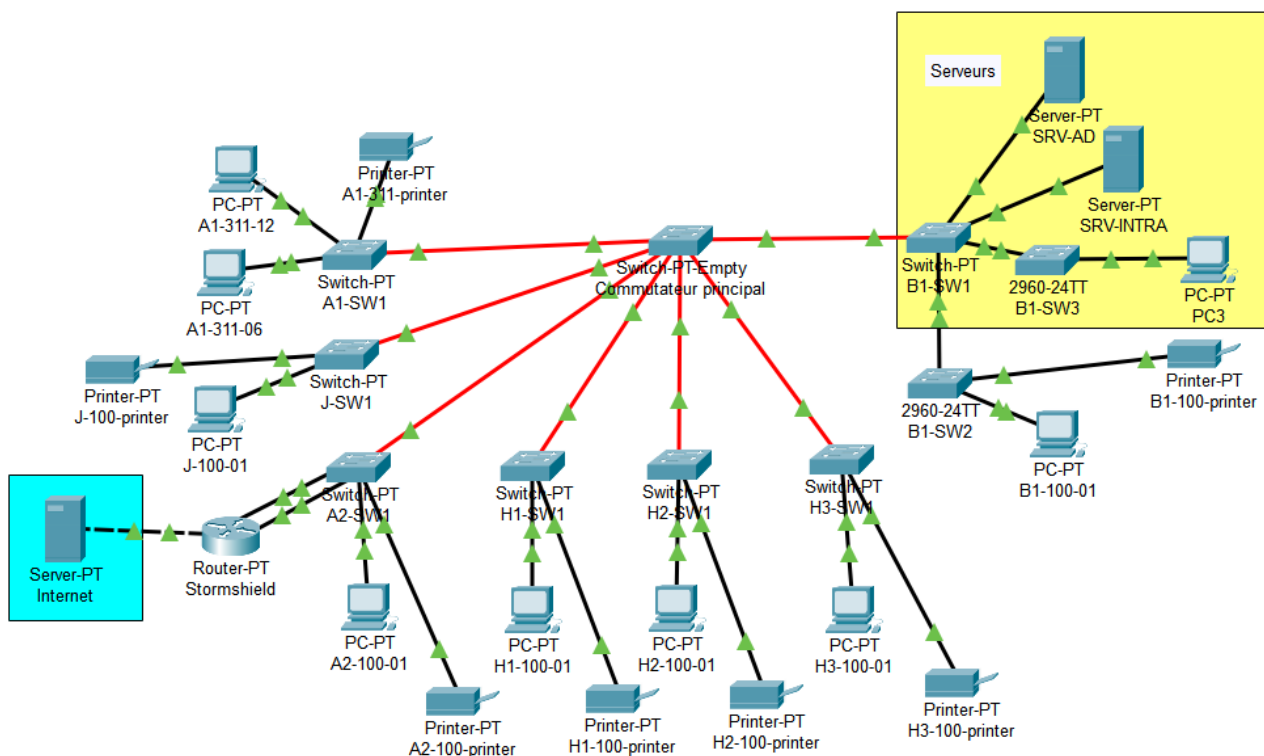 Serveurs
Server-PT
SRV-AD
Server-PT
SRV-INTRA
Printer-PT
A1-311-printer
PC-PT
A1-311-12
Switch-PT
A1-SW1
PC-PT
A1-311-06
Switch-PT-Empty
Commutateur principal
Switch-PT
B1-SW1
2960-24TT
B1-SW3
PC-PT
PC3
Printer-PT
J-100-printer
Switch-PT
J-SW1
PC-PT
J-100-01
2960-24TT
B1-SW2
Printer-PT
B1-100-printer
PC-PT
B1-100-01
Switch-PT
A2-SW1
Switch-PT
H1-SW1
Switch-PT
H2-SW1
Switch-PT
H3-SW1
Server-PT
Internet
Router-PT
Stormshield
PC-PT
A2-100-01
PC-PT
H1-100-01
PC-PT
H2-100-01
PC-PT
H3-100-01
Printer-PT
A2-100-printer
Printer-PT
H1-100-printer
Printer-PT
H2-100-printer
Printer-PT
H3-100-printer